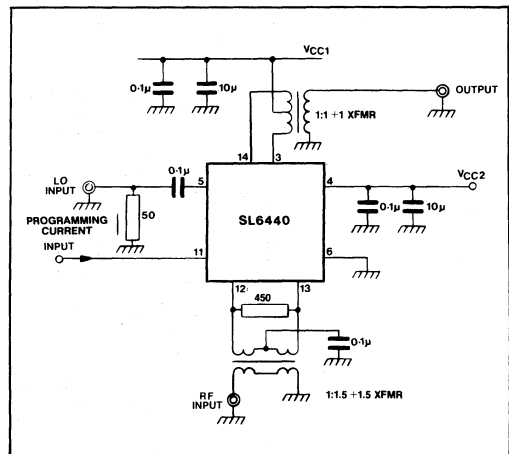 VCC1
0·1μ
10μ
OUTPUT
1:1 +1 XFMR
14
3
LO
INPUT
0·1μ
5
4
VCC2
50
PROGRAMMING
CURRENT
INPUT
SL6440
0·1μ
10μ
11
6
12
13
450
0·1μ
RF
INPUT
1:1.5 +1.5 XFMR